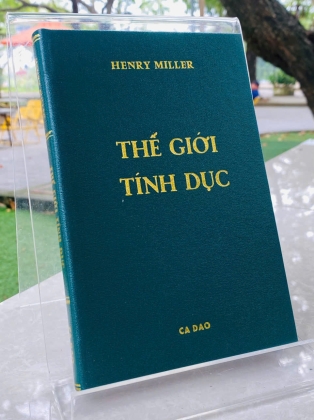 HENRY MILLER
THẾ GIỚI
TÍNH DỤC
CA DAO